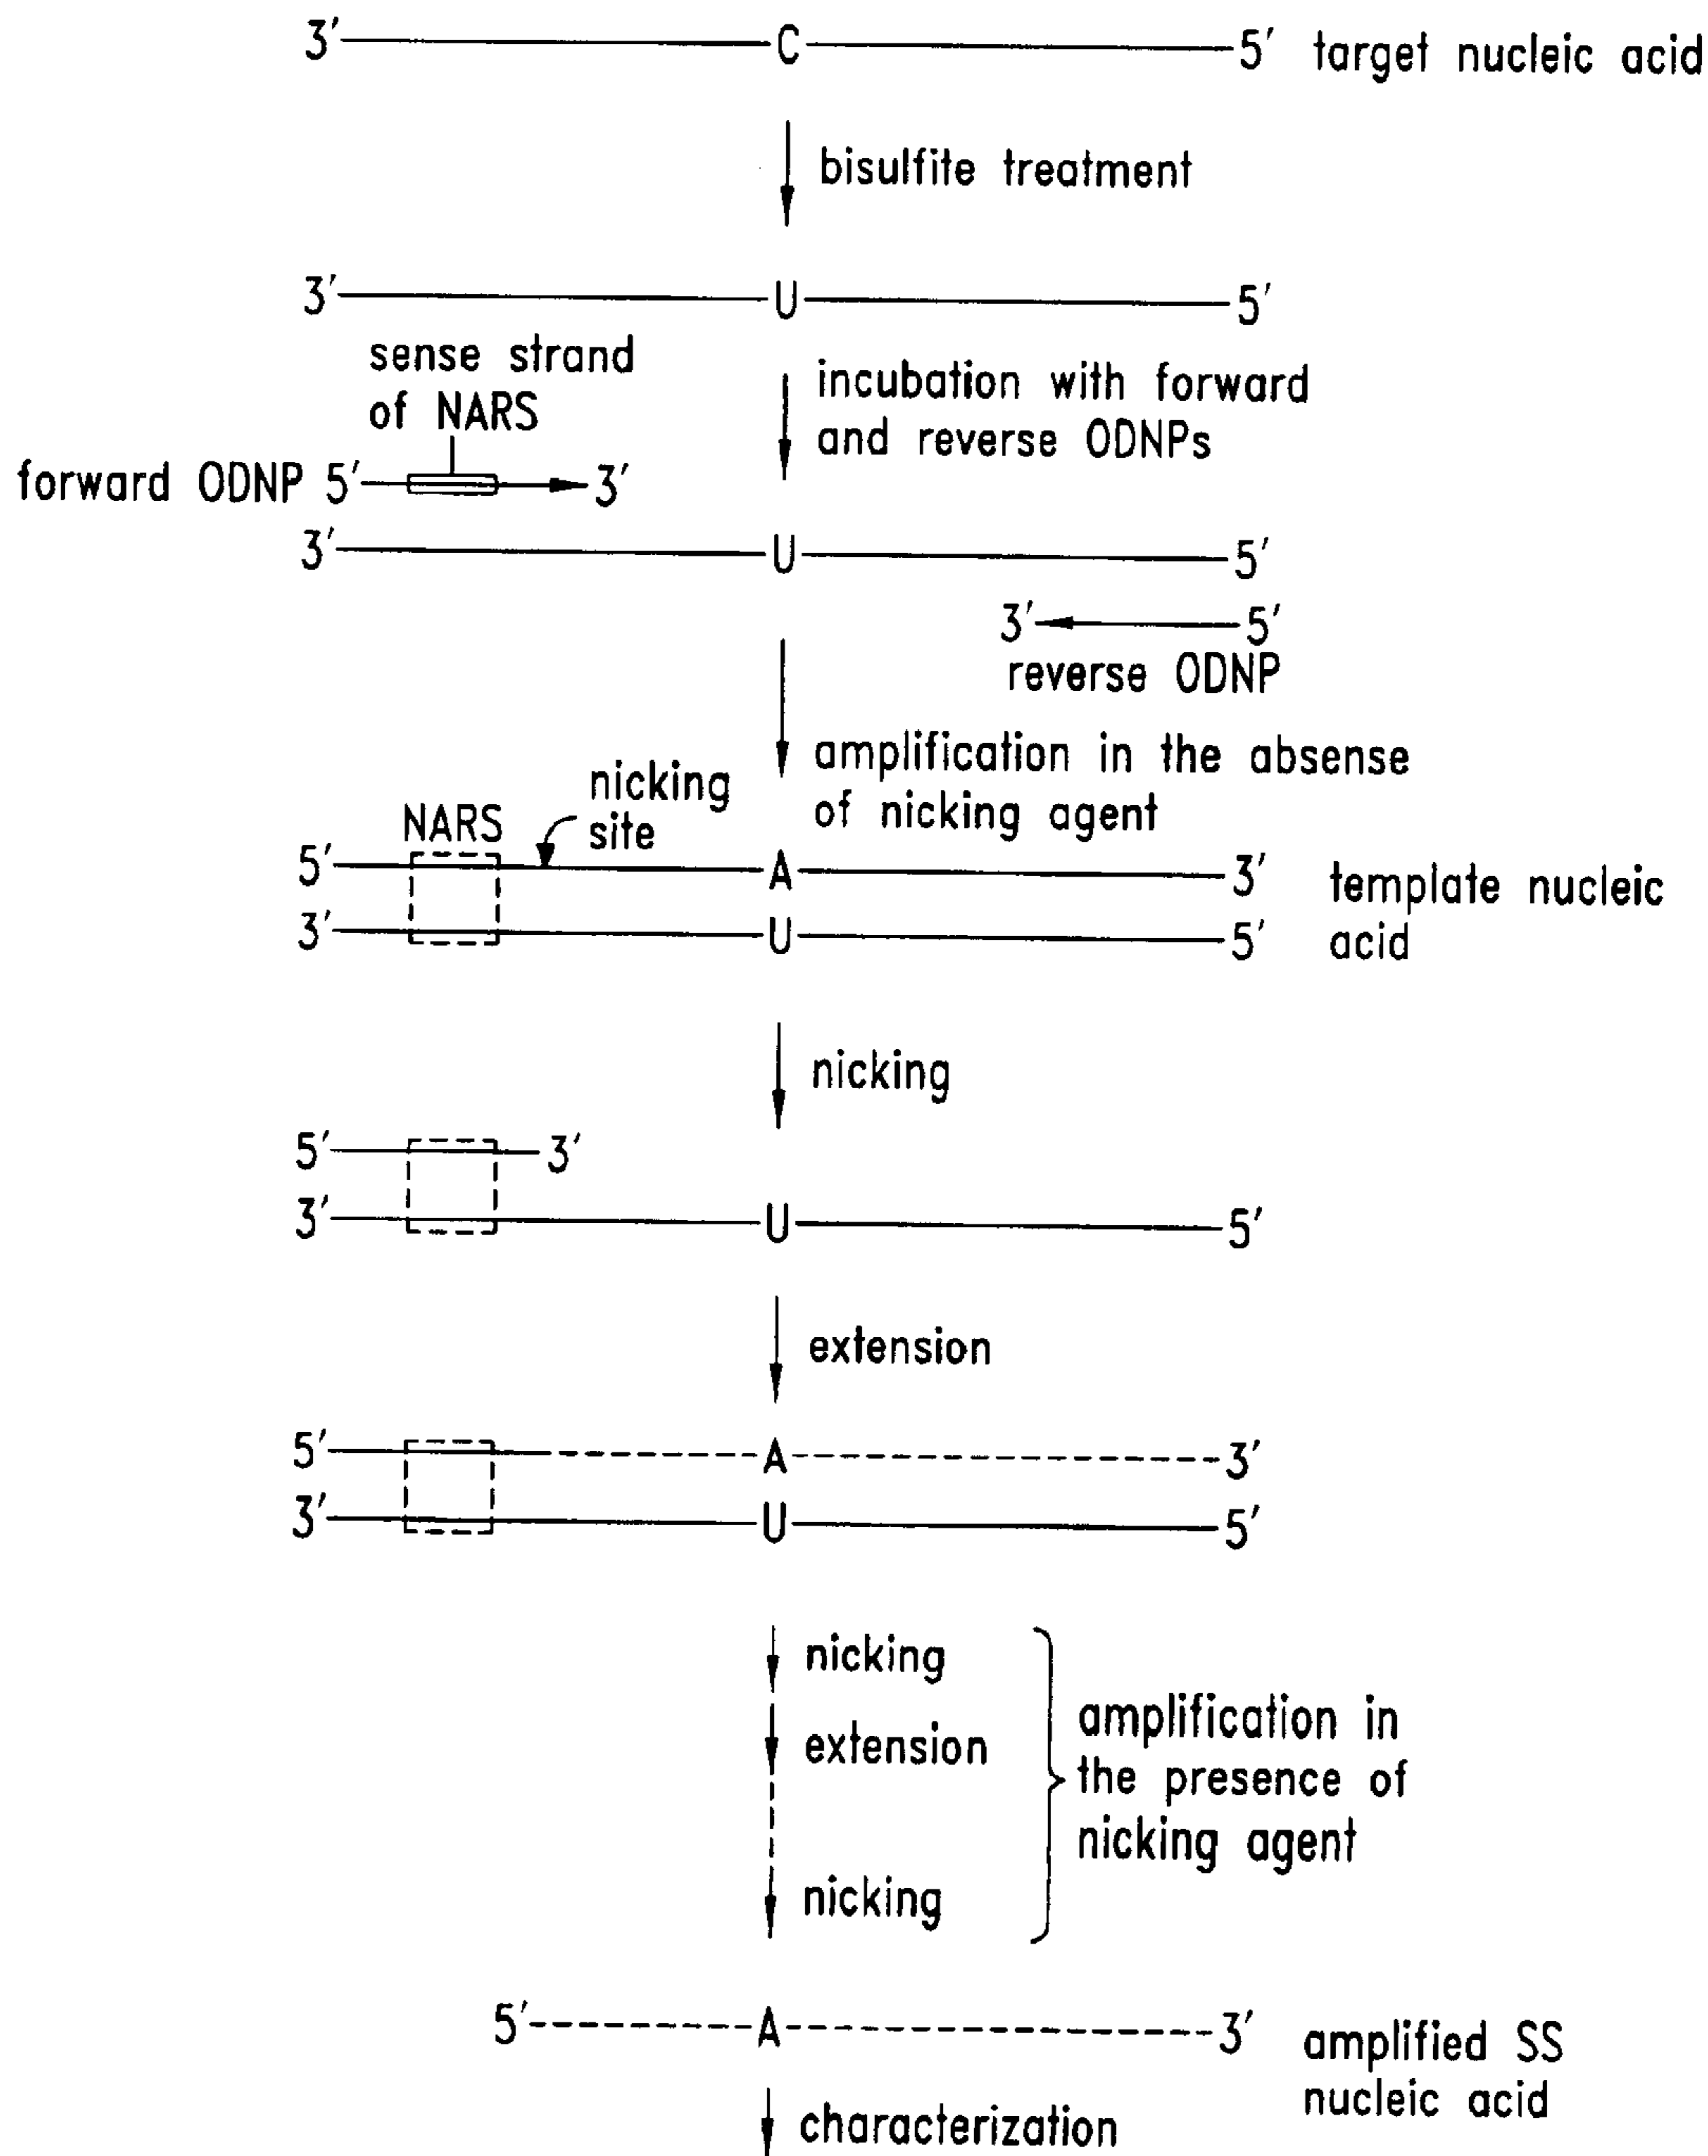 3′ C 5′ target nucleic acid
bisulfite treatment
3′ U 5′
sense strand
of NARS
incubation with forward
and reverse ODNPs
forward ODNP 5′ 3′
3′ U 5′
3′ 5′
reverse ODNP
amplification in the absense
of nicking agent
nicking
site
NARS
5′ A 3′
3′ U 5′
template nucleic
acid
nicking
5′ 3′
3′ U 5′
extension
5′ A 3′
3′ U 5′
nicking
extension
nicking
amplification in
the presence of
nicking agent
5′ A 3′
amplified SS
nucleic acid
characterization